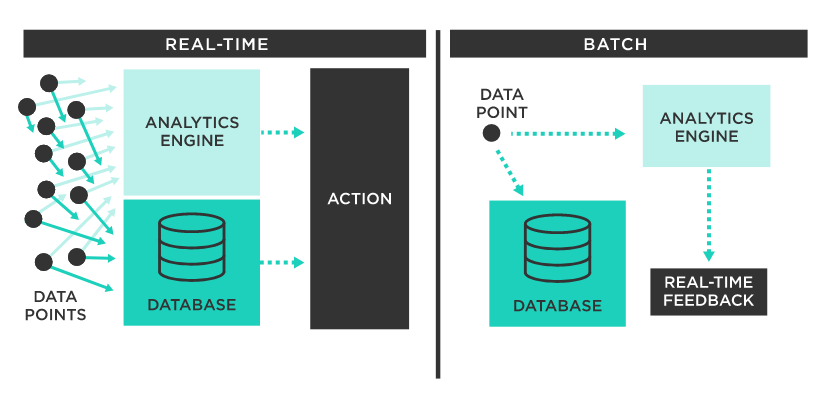 REAL-TIME
ANALYTICS
ENGINE
DATABASE
DATA
POINTS
ACTION
BATCH
DATA
POINT
ANALYTICS
ENGINE
DATABASE
REAL-TIME
FEEDBACK